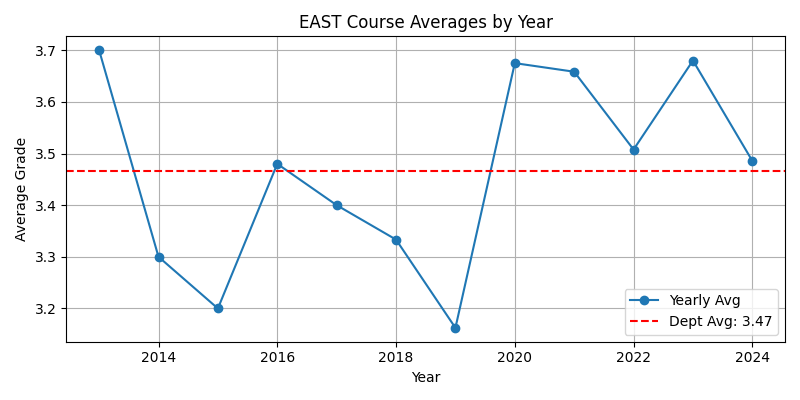 EAST Course Averages by Year
Average Grade
3.7
3.6
3.5
3.4
3.3
3.2
Yearly Avg
Dept Avg: 3.47
2014 2016 2018 2020 2022 2024
Year